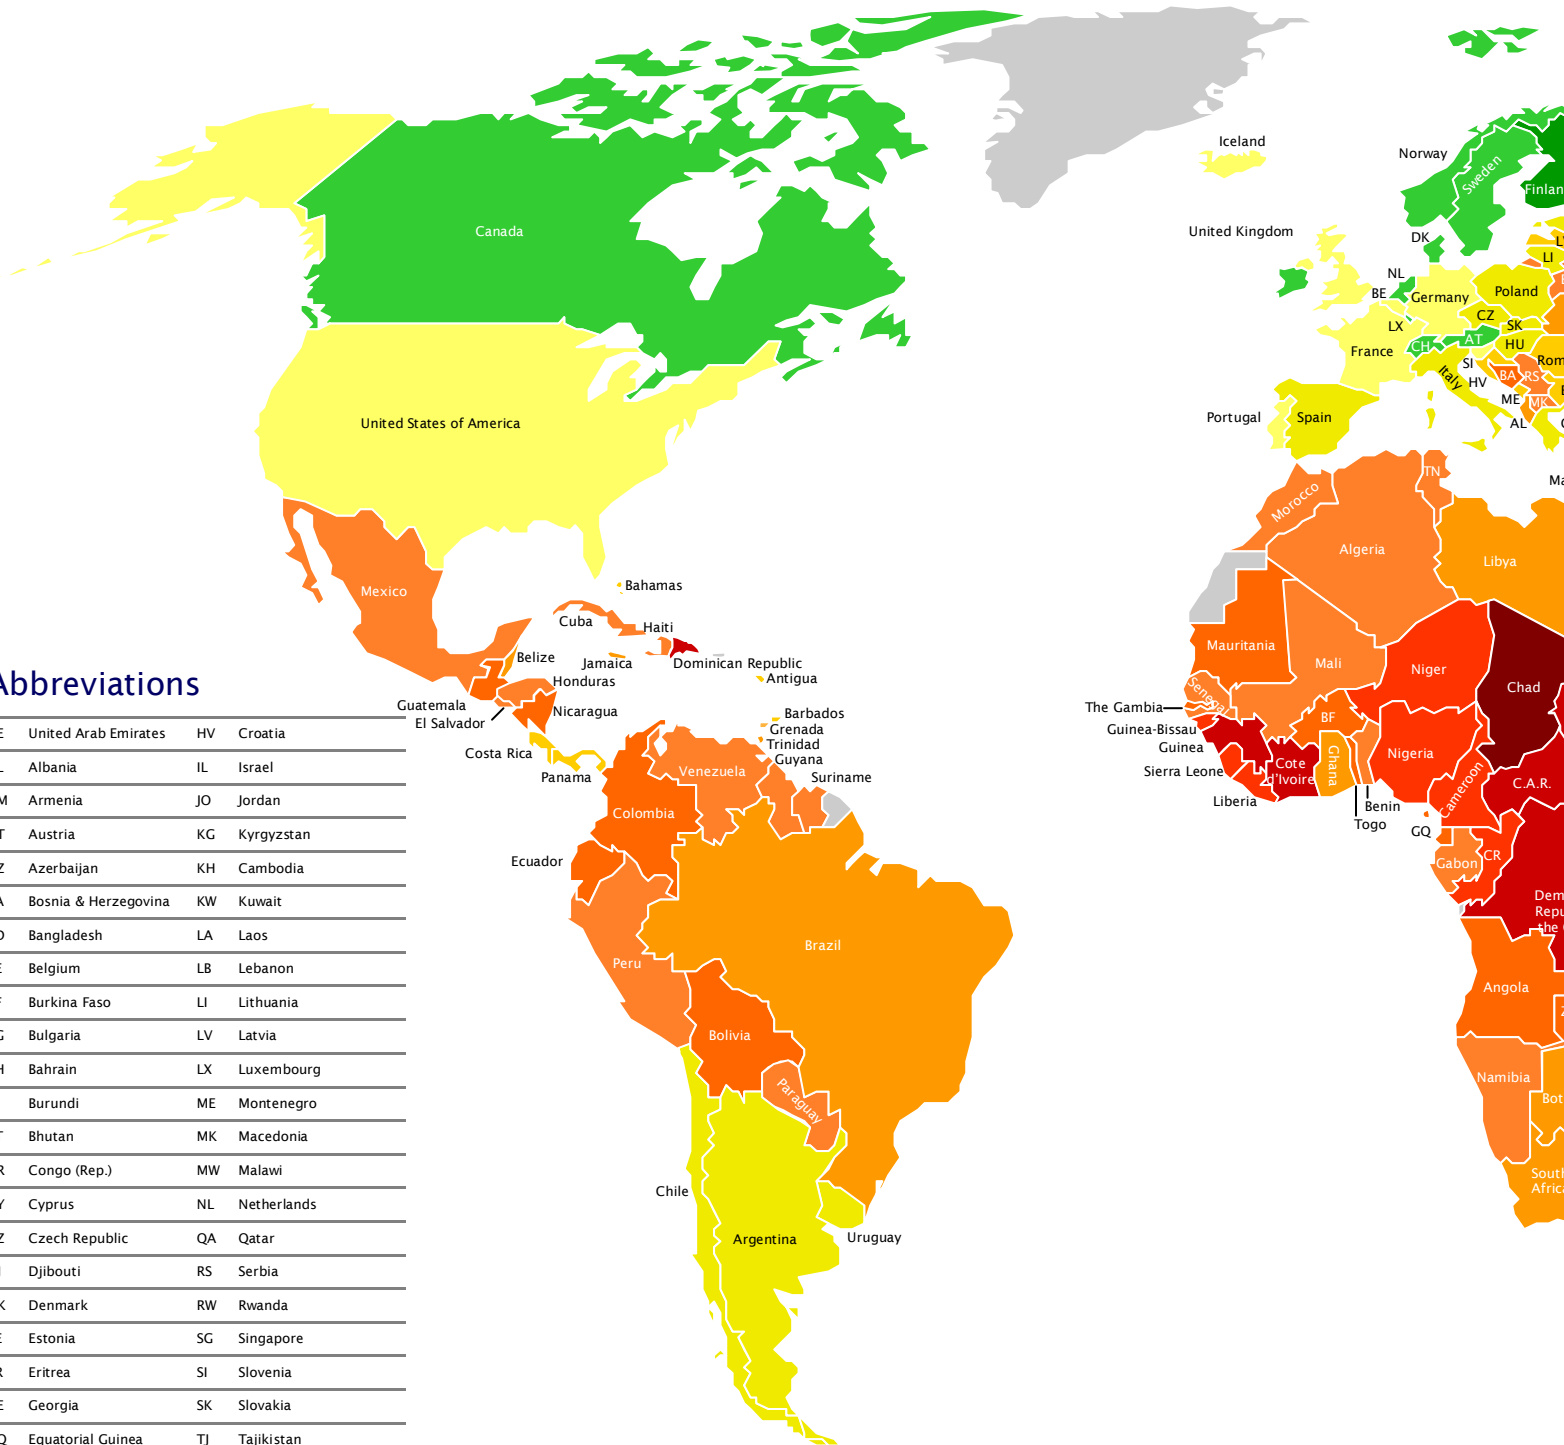 Iceland
Norway
Sweden
Canada
United Kingdom
DK
LI
NL
BE
Germany
Poland
CZ
LX
SK
AT
HU
CH
France
SI
Italy
HV
BA
RS
ME
MK
AL
Portugal
Spain
United States of America
TN
Morocco
Algeria
Libya
Mexico
Bahamas
Cuba
Haiti
Belize
Jamaica
Dominican Republic
Antigua
Honduras
Guatemala
El Salvador
Nicaragua
Costa Rica
Panama
Barbados
Grenada
Trinidad
Guyana
Suriname
Venezuela
Colombia
Ecuador
Peru
Brazil
Bolivia
Paraguay
Chile
Argentina
Uruguay
Mauritania
Mali
Niger
Chad
Senegal
The Gambia
Guinea-Bissau
Guinea
Sierra Leone
Liberia
BF
Cote
d'Ivoire
Ghana
Benin
Togo
Nigeria
Cameroon
C.A.R.
GQ
Gabon
CR
Angola
Namibia
Abbreviations
United Arab Emirates HV Croatia
Albania IL Israel
Armenia JO Jordan
Austria KG Kyrgyzstan
Azerbaijan KH Cambodia
Bosnia & Herzegovina KW Kuwait
Bangladesh LA Laos
Belgium LB Lebanon
Burkina Faso LI Lithuania
Bulgaria LV Latvia
Bahrain LX Luxembourg
Burundi ME Montenegro
Bhutan MK Macedonia
Congo (Rep.) MW Malawi
Cyprus NL Netherlands
Czech Republic QA Qatar
Djibouti RS Serbia
Denmark RW Rwanda
Estonia SG Singapore
Eritrea SI Slovenia
Georgia SK Slovakia
Equatorial Guinea TJ Tajikistan